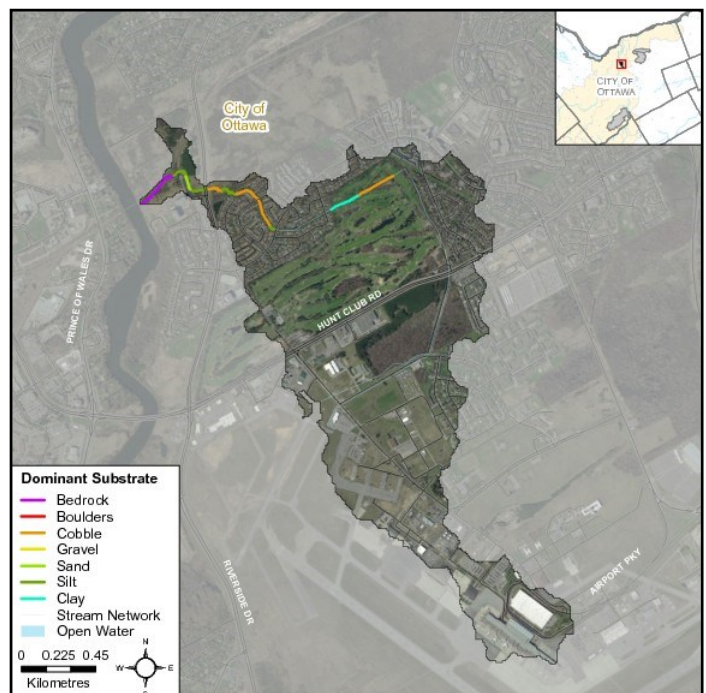 City of
Ottawa
CITY OF
OTTAWA
PRINCE OF WALES DR
HUNT CLUB RD
RIVERSIDE DR
AIRPORT PKY
Dominant Substrate
Bedrock
Boulders
Cobble
Gravel
Sand
Silt
Clay
Stream Network
Open Water
0 0.225 0.45
Kilometres
N
W
E
S